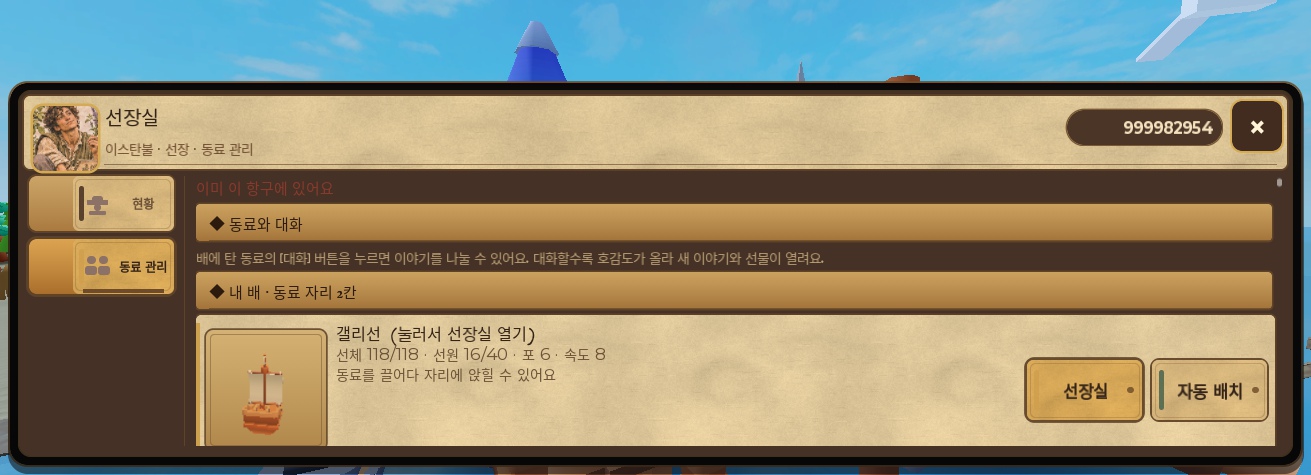 선장실
이스탄불 · 선장 · 동료 관리
999982954
현황
동료 관리
이미 이 항구에 있어요
◆ 동료와 대화
배에 탄 동료의 [대화] 버튼을 누르면 이야기를 나눌 수 있어요. 대화할수록 호감도가 올라 새 이야기와 선물이 열려요.
◆ 내 배 · 동료 자리 2칸
갤리선 (눌러서 선장실 열기)
선체 118/118 · 선원 16/40 · 포 6 · 속도 8
동료를 끌어다 자리에 앉힐 수 있어요
선장실
자동 배치